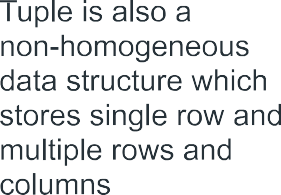 Tuple is also a
non-homogeneous
data structure which
stores single row and
multiple rows and
columns